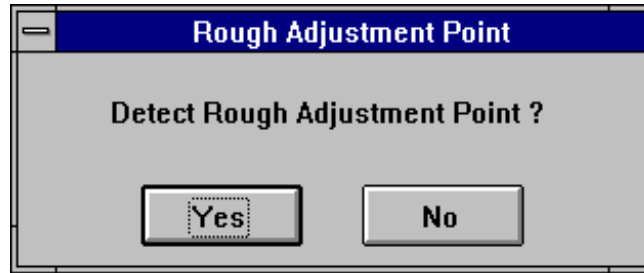 Rough Adjustment Point
Detect Rough Adjustment Point ?
Yes No